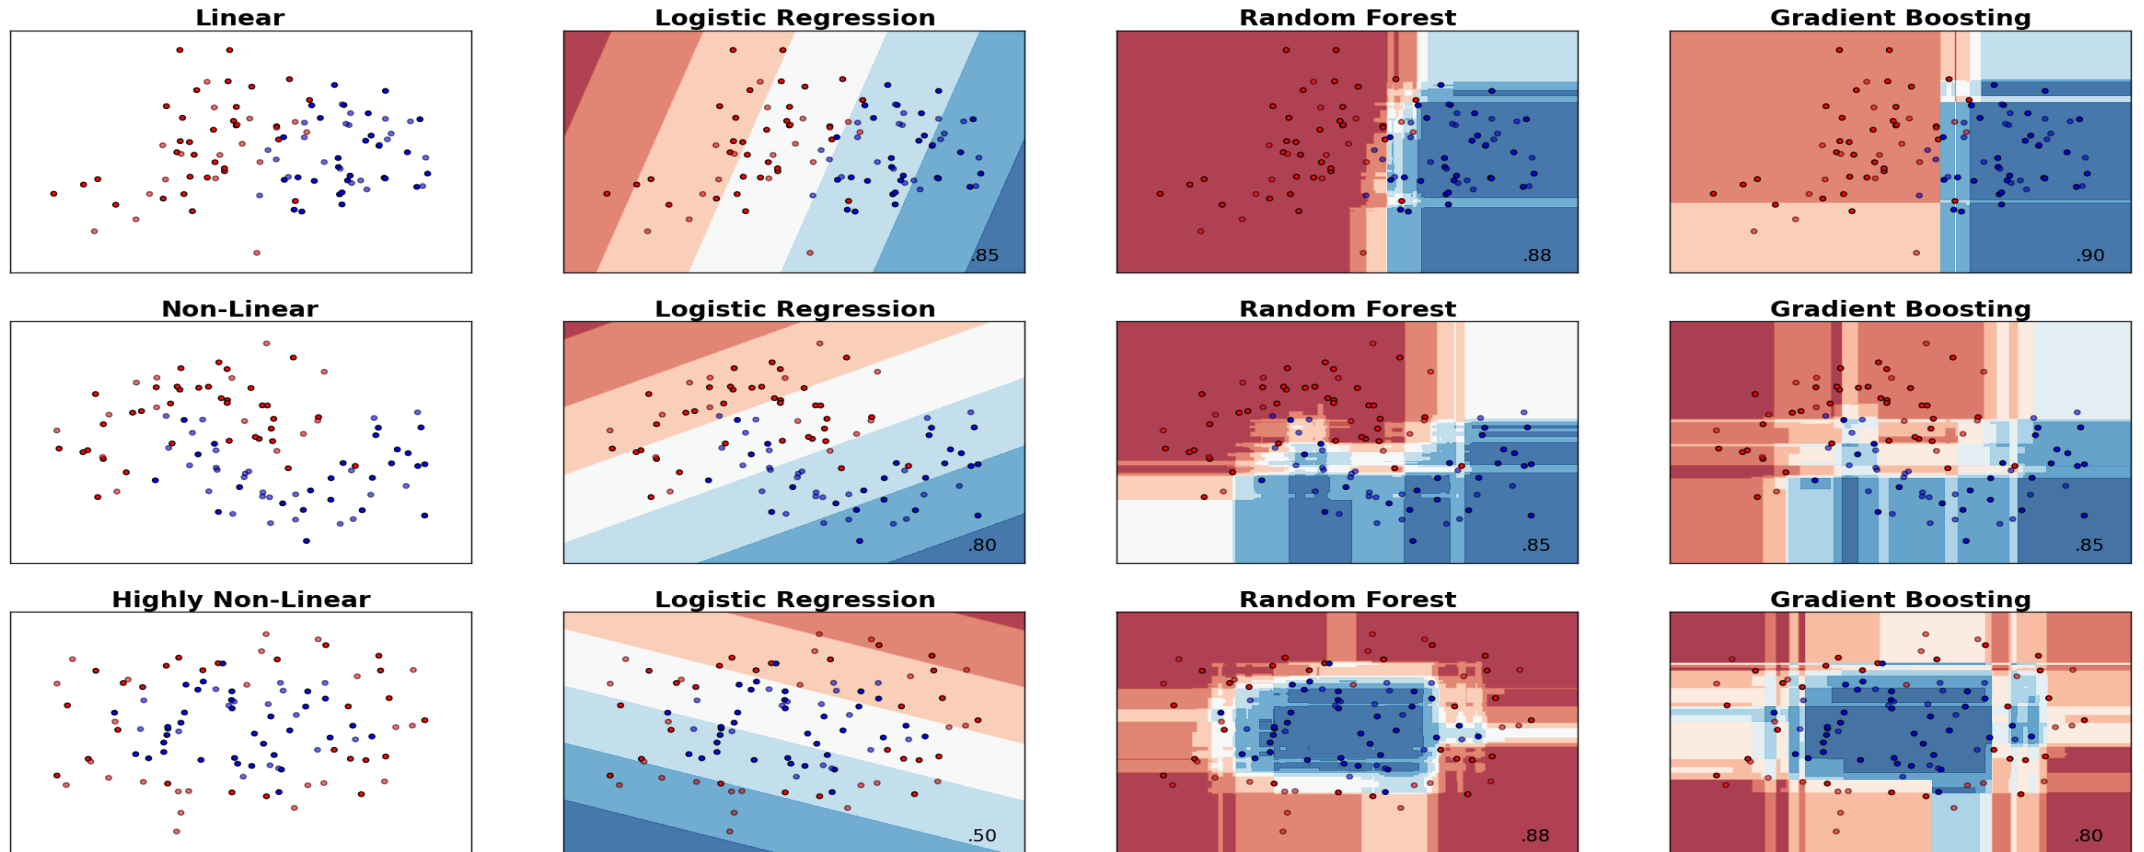 Linear
Logistic Regression
Random Forest
Gradient Boosting
.85
.88
.90
Non-Linear
Logistic Regression
Random Forest
Gradient Boosting
.80
.85
.85
Highly Non-Linear
Logistic Regression
Random Forest
Gradient Boosting
.50
.88
.80